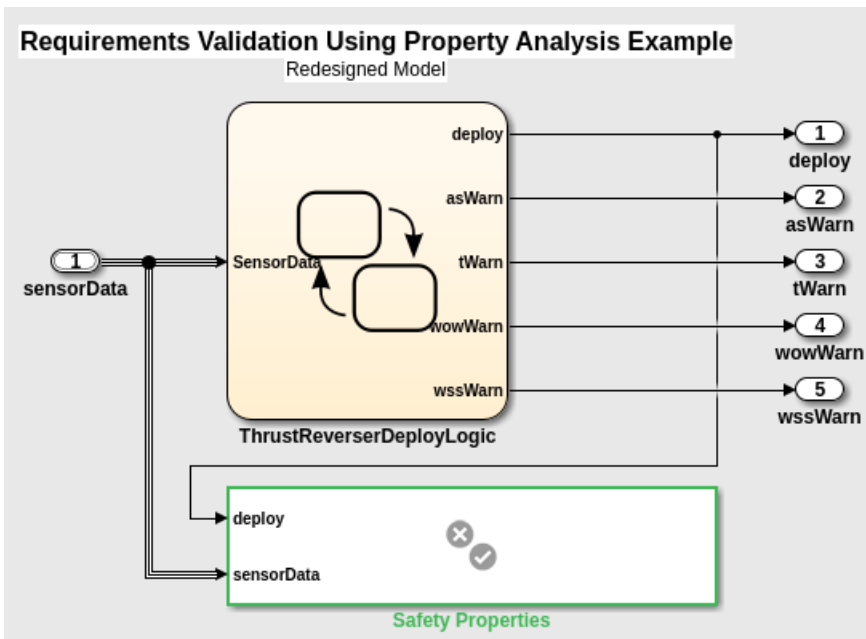 Requirements Validation Using Property Analysis Example
Redesigned Model
deploy
1
deploy
asWarn
2
asWarn
1
sensorData
SensorData
tWarn
3
tWarn
wowWarn
4
wowWarn
wssWarn
5
wssWarn
ThrustReverserDeployLogic
deploy
sensorData
Safety Properties